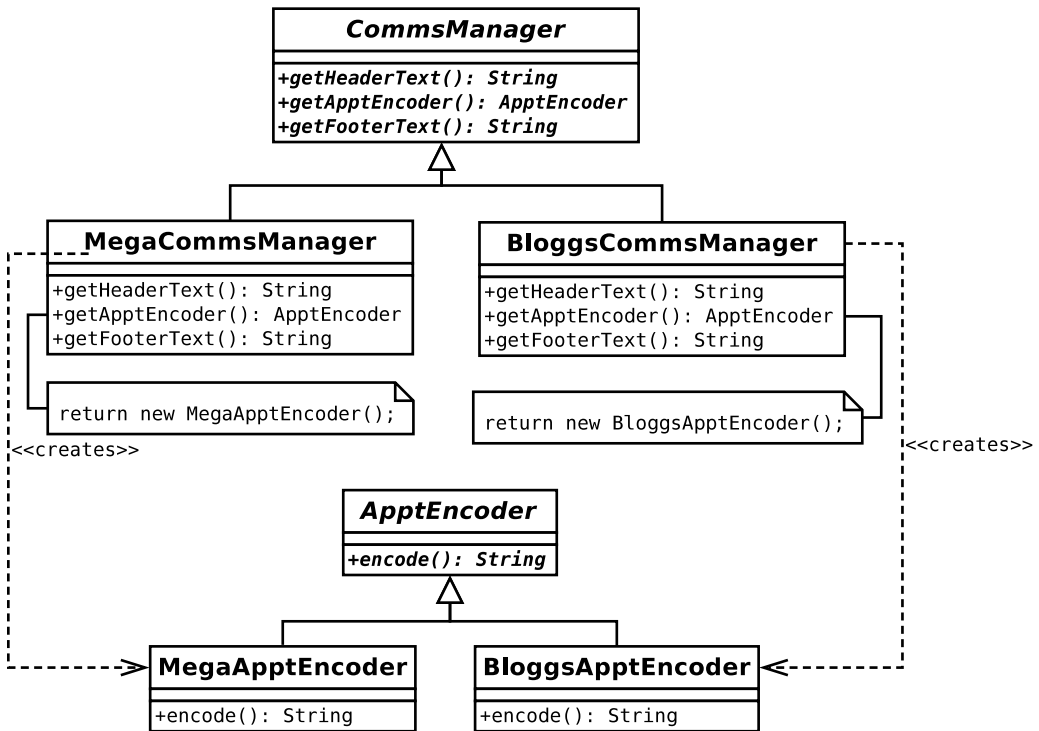 CommsManager
+getHeaderText(): String
+getApptEncoder(): ApptEncoder
+getFooterText(): String
MegaCommsManager
+getHeaderText(): String
+getApptEncoder(): ApptEncoder
+getFooterText(): String
BloggsCommsManager
+getHeaderText(): String
+getApptEncoder(): ApptEncoder
+getFooterText(): String
return new MegaApptEncoder();
return new BloggsApptEncoder();
<<creates>>
<<creates>>
ApptEncoder
+encode(): String
MegaApptEncoder
+encode(): String
BloggsApptEncoder
+encode(): String